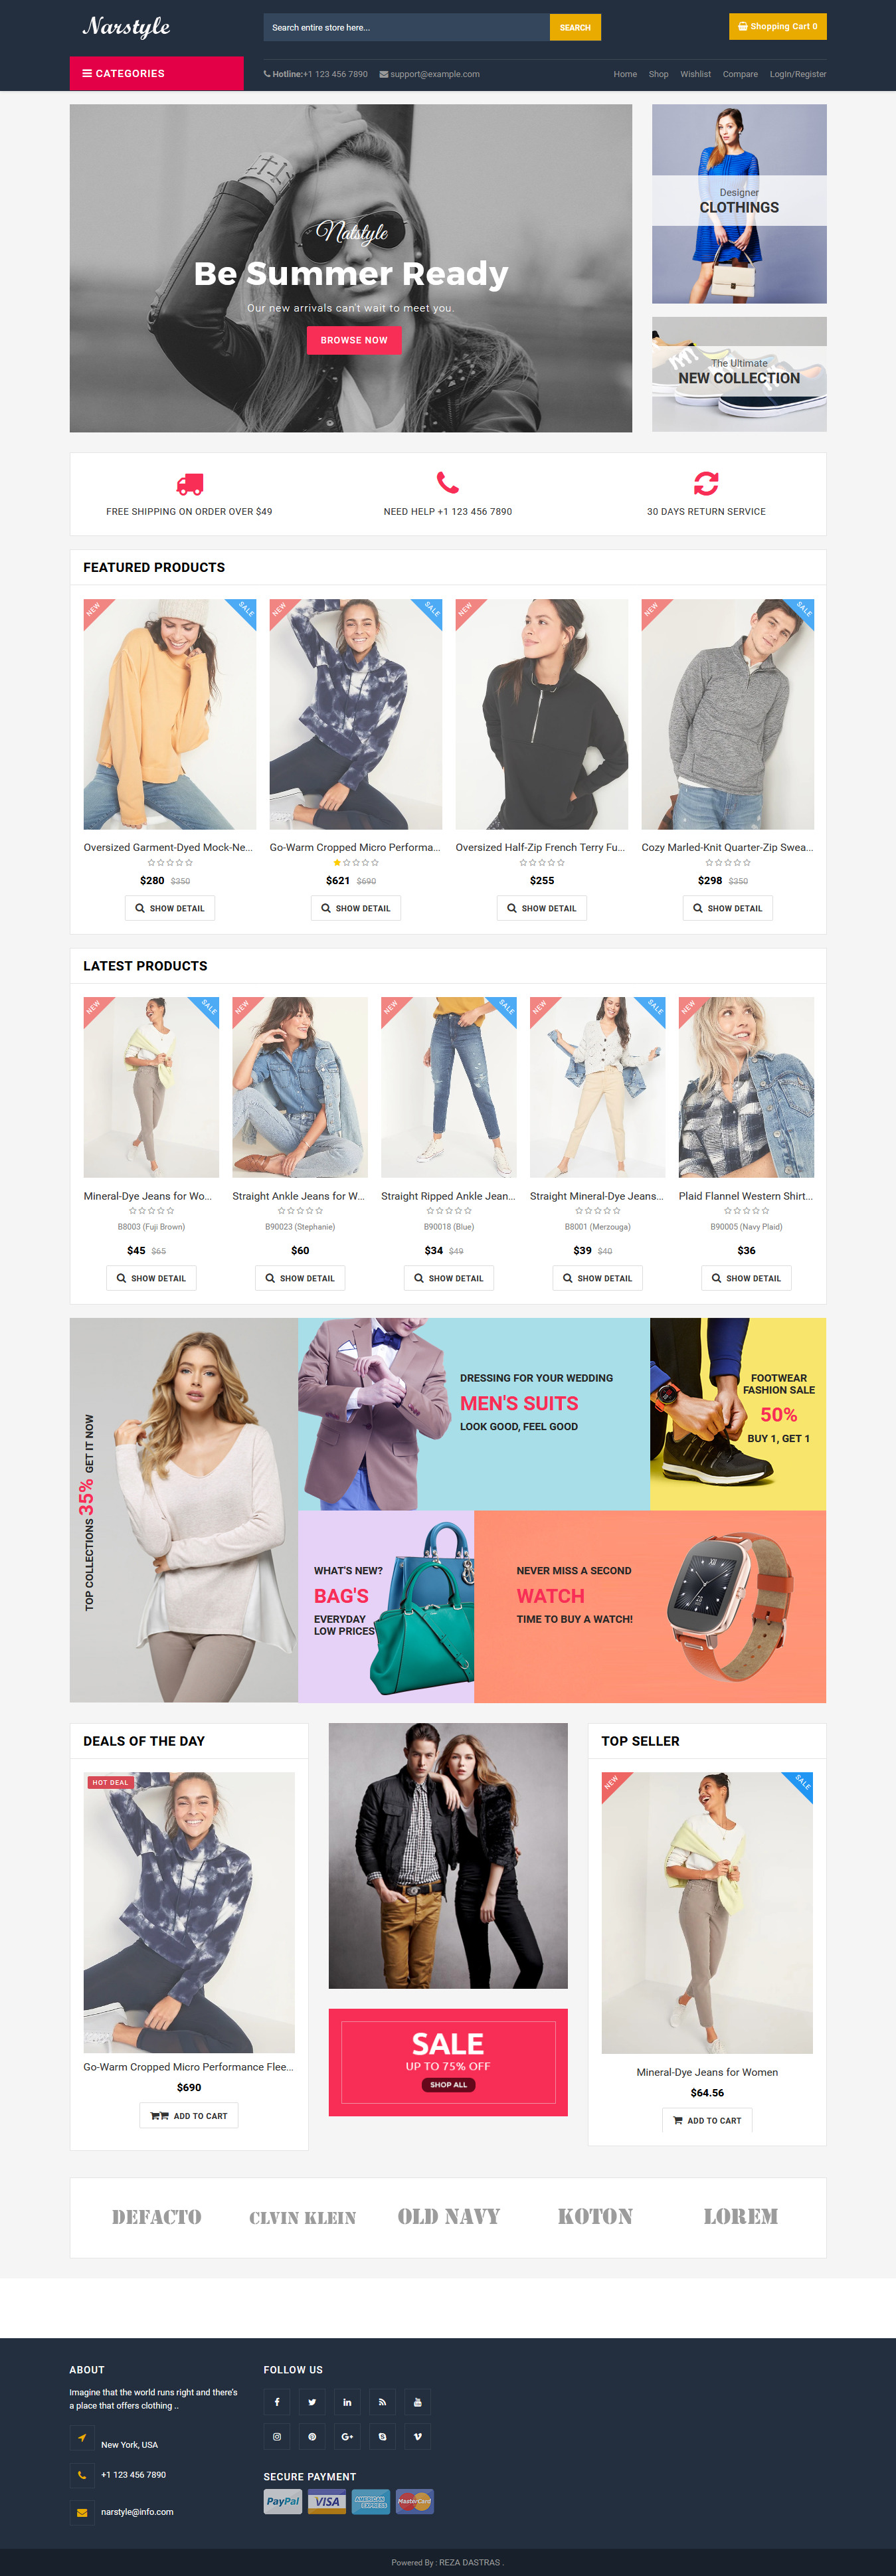 Narstyle
Search entire store here...
SEARCH
Shopping Cart 0
CATEGORIES
Hotline:+1 123 456 7890
support@example.com
Home
Shop
Wishlist
Compare
LogIn/Register
Natstyle
Be Summer Ready
Our new arrivals can't wait to meet you.
BROWSE NOW
Designer
CLOTHINGS
The Ultimate
NEW COLLECTION
FREE SHIPPING ON ORDER OVER $49
NEED HELP +1 123 456 7890
30 DAYS RETURN SERVICE
FEATURED PRODUCTS
NEW
SALE
NEW
SALE
NEW
NEW
SALE
Oversized Garment-Dyed Mock-Ne...
Go-Warm Cropped Micro Performa...
Oversized Half-Zip French Terry Fu...
Cozy Marled-Knit Quarter-Zip Swea...
$280 $350
$621 $690
$255
$298 $350
SHOW DETAIL
SHOW DETAIL
SHOW DETAIL
SHOW DETAIL
LATEST PRODUCTS
NEW
SALE
NEW
NEW
SALE
NEW
SALE
NEW
Mineral-Dye Jeans for Wo...
Straight Ankle Jeans for W...
Straight Ripped Ankle Jean...
Straight Mineral-Dye Jeans...
Plaid Flannel Western Shirt...
B8003 (Fuji Brown)
B90023 (Stephanie)
B90018 (Blue)
B8001 (Merzouga)
B90005 (Navy Plaid)
$45 $65
$60
$34 $49
$39 $40
$36
SHOW DETAIL
SHOW DETAIL
SHOW DETAIL
SHOW DETAIL
SHOW DETAIL
TOP COLLECTIONS 35% GET IT NOW
DRESSING FOR YOUR WEDDING
MEN'S SUITS
LOOK GOOD, FEEL GOOD
FOOTWEAR
FASHION SALE
50%
BUY 1, GET 1
WHAT'S NEW?
BAG'S
EVERYDAY
LOW PRICES
NEVER MISS A SECOND
WATCH
TIME TO BUY A WATCH!
DEALS OF THE DAY
HOT DEAL
Go-Warm Cropped Micro Performance Flee...
$690
ADD TO CART
SALE
UP TO 75% OFF
SHOP ALL
TOP SELLER
NEW
SALE
Mineral-Dye Jeans for Women
$64.56
ADD TO CART
DEFACTO
CLVIN KLEIN
OLD NAVY
KOTON
LOREM
ABOUT
Imagine that the world runs right and there's
a place that offers clothing ..
New York, USA
+1 123 456 7890
narstyle@info.com
FOLLOW US
SECURE PAYMENT
PayPal
VISA
AMERICAN EXPRESS
MasterCard
Powered By : REZA DASTRAS .